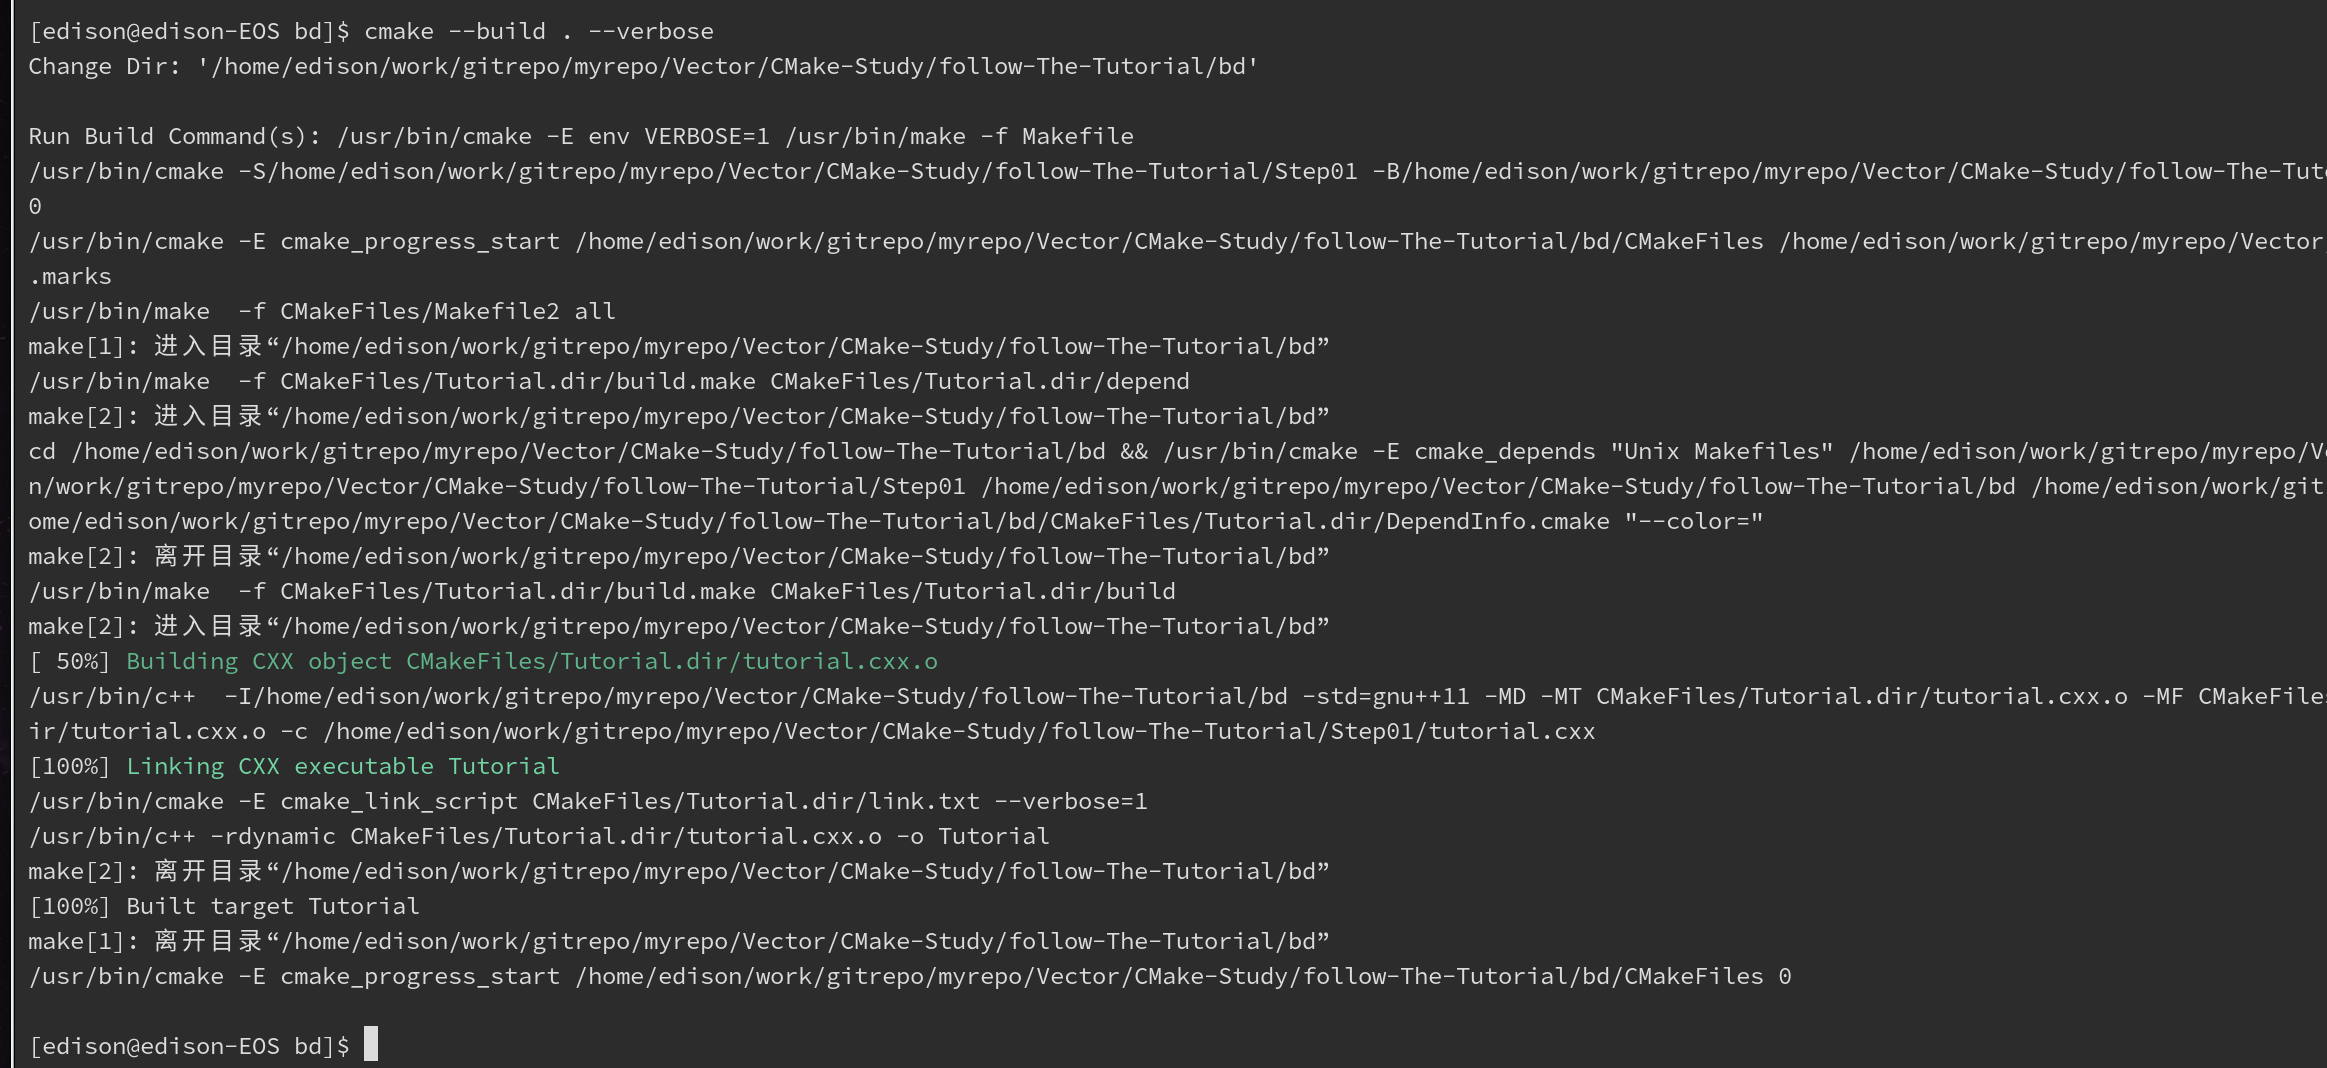 [edison@edison-EOS bd]$ cmake --build . --verbose
Change Dir: '/home/edison/work/gitrepo/myrepo/Vector/CMake-Study/follow-The-Tutorial/bd'
Run Build Command(s): /usr/bin/cmake -E env VERBOSE=1 /usr/bin/make -f Makefile
/usr/bin/cmake -S/home/edison/work/gitrepo/myrepo/Vector/CMake-Study/follow-The-Tutorial/Step01 -B/home/edison/work/gitrepo/myrepo/Vector/CMake-Study/follow-The-Tut
0
/usr/bin/cmake -E cmake_progress_start /home/edison/work/gitrepo/myrepo/Vector/CMake-Study/follow-The-Tutorial/bd/CMakeFiles /home/edison/work/gitrepo/myrepo/Vector
.marks
/usr/bin/make  -f CMakeFiles/Makefile2 all
make[1]: 进入目录“/home/edison/work/gitrepo/myrepo/Vector/CMake-Study/follow-The-Tutorial/bd”
/usr/bin/make  -f CMakeFiles/Tutorial.dir/build.make CMakeFiles/Tutorial.dir/depend
make[2]: 进入目录“/home/edison/work/gitrepo/myrepo/Vector/CMake-Study/follow-The-Tutorial/bd”
cd /home/edison/work/gitrepo/myrepo/Vector/CMake-Study/follow-The-Tutorial/bd && /usr/bin/cmake -E cmake_depends "Unix Makefiles" /home/edison/work/gitrepo/myrepo/V
n/work/gitrepo/myrepo/Vector/CMake-Study/follow-The-Tutorial/Step01 /home/edison/work/gitrepo/myrepo/Vector/CMake-Study/follow-The-Tutorial/bd /home/edison/work/git
ome/edison/work/gitrepo/myrepo/Vector/CMake-Study/follow-The-Tutorial/bd/CMakeFiles/Tutorial.dir/DependInfo.cmake "--color="
make[2]: 离开目录“/home/edison/work/gitrepo/myrepo/Vector/CMake-Study/follow-The-Tutorial/bd”
/usr/bin/make  -f CMakeFiles/Tutorial.dir/build.make CMakeFiles/Tutorial.dir/build
make[2]: 进入目录“/home/edison/work/gitrepo/myrepo/Vector/CMake-Study/follow-The-Tutorial/bd”
[ 50%] Building CXX object CMakeFiles/Tutorial.dir/tutorial.cxx.o
/usr/bin/c++  -I/home/edison/work/gitrepo/myrepo/Vector/CMake-Study/follow-The-Tutorial/bd -std=gnu++11 -MD -MT CMakeFiles/Tutorial.dir/tutorial.cxx.o -MF CMakeFiles
ir/tutorial.cxx.o -c /home/edison/work/gitrepo/myrepo/Vector/CMake-Study/follow-The-Tutorial/Step01/tutorial.cxx
[100%] Linking CXX executable Tutorial
/usr/bin/cmake -E cmake_link_script CMakeFiles/Tutorial.dir/link.txt --verbose=1
/usr/bin/c++ -rdynamic CMakeFiles/Tutorial.dir/tutorial.cxx.o -o Tutorial
make[2]: 离开目录“/home/edison/work/gitrepo/myrepo/Vector/CMake-Study/follow-The-Tutorial/bd”
[100%] Built target Tutorial
make[1]: 离开目录“/home/edison/work/gitrepo/myrepo/Vector/CMake-Study/follow-The-Tutorial/bd”
/usr/bin/cmake -E cmake_progress_start /home/edison/work/gitrepo/myrepo/Vector/CMake-Study/follow-The-Tutorial/bd/CMakeFiles 0
[edison@edison-EOS bd]$